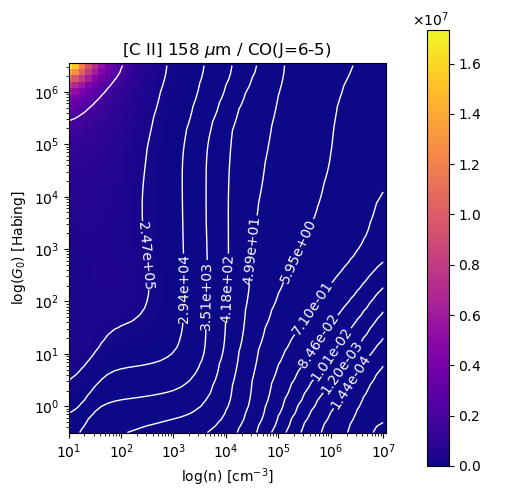 ×10⁷
[C II] 158 μm / CO(J=6-5)
1.6
1.4
1.2
1.0
0.8
0.6
0.4
0.2
0.0
10⁶
10⁵
10⁴
10³
10²
10¹
10⁰
log(G₀) [Habing]
2.47e+05
2.94e+04
3.51e+03
4.18e+02
4.99e+01
5.95e+00
7.10e-01
8.46e-02
1.01e-02
1.20e-03
1.44e-04
10¹ 10² 10³ 10⁴ 10⁵ 10⁶ 10⁷
log(n) [cm⁻³]